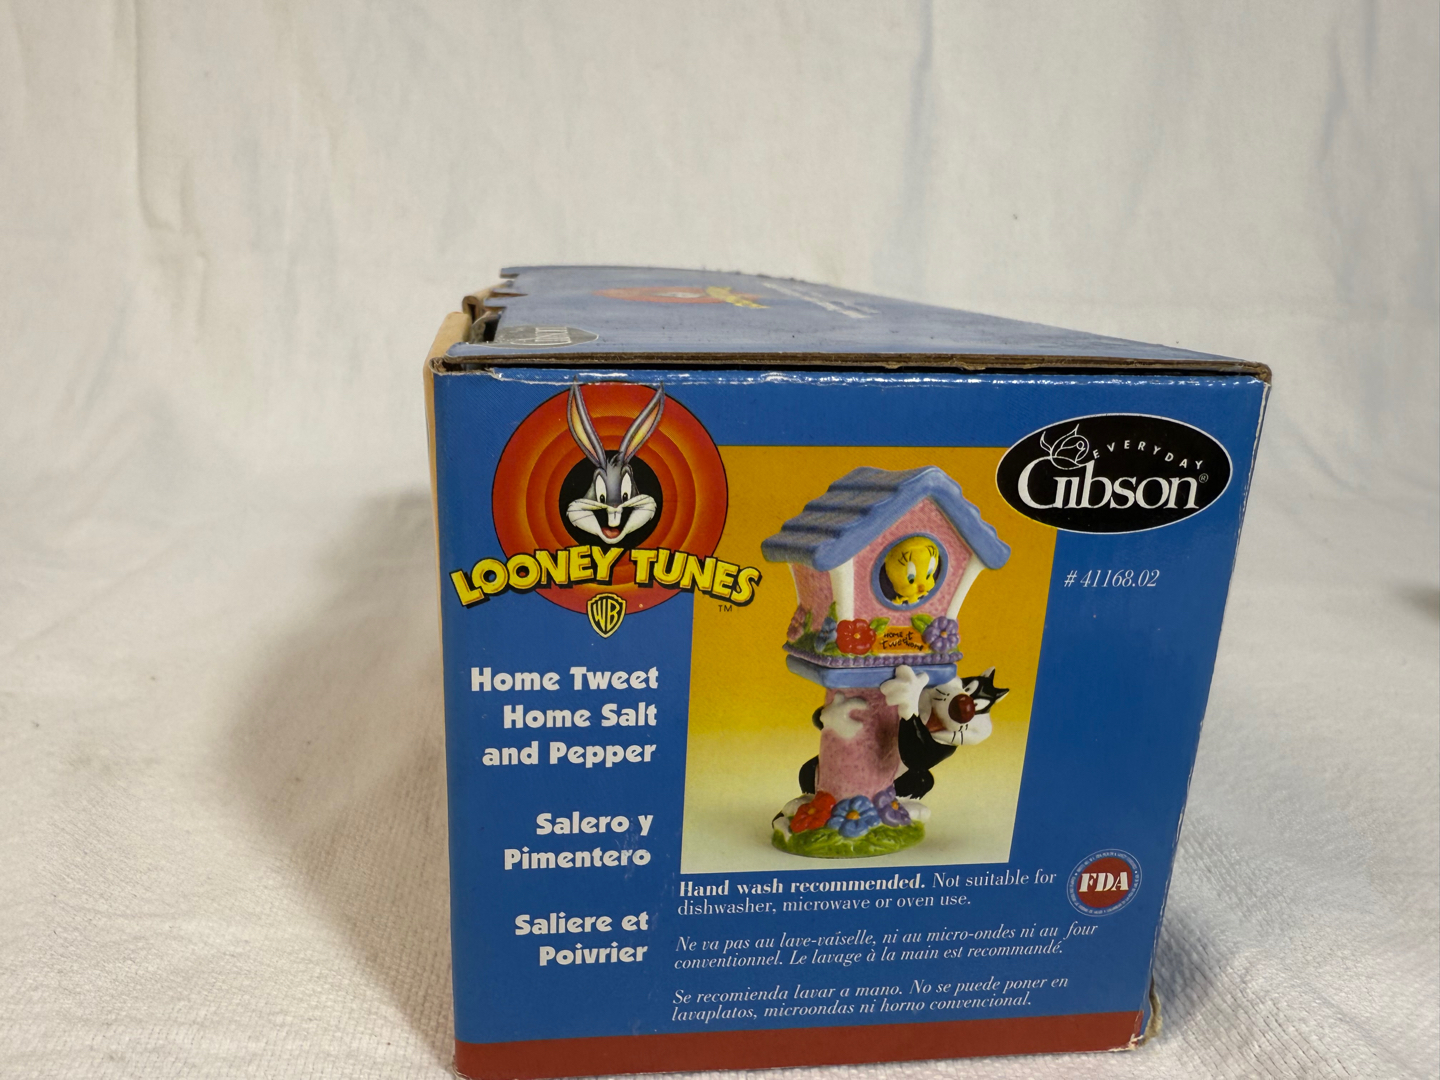 LOONEY TUNES
WB
TM
EVERYDAY
Gibson®
# 41168.02
HOME
tweet
Home Tweet
Home Salt
and Pepper
Salero y
Pimentero
Saliere et
Poivrier
Hand wash recommended. Not suitable for
dishwasher, microwave or oven use.
Ne va pas au lave-vaiselle, ni au micro-ondes ni au four
conventionnel. Le lavage à la main est recommandé.
Se recomienda lavar a mano. No se puede poner en
lavaplatos, microondas ni horno convencional.
FDA